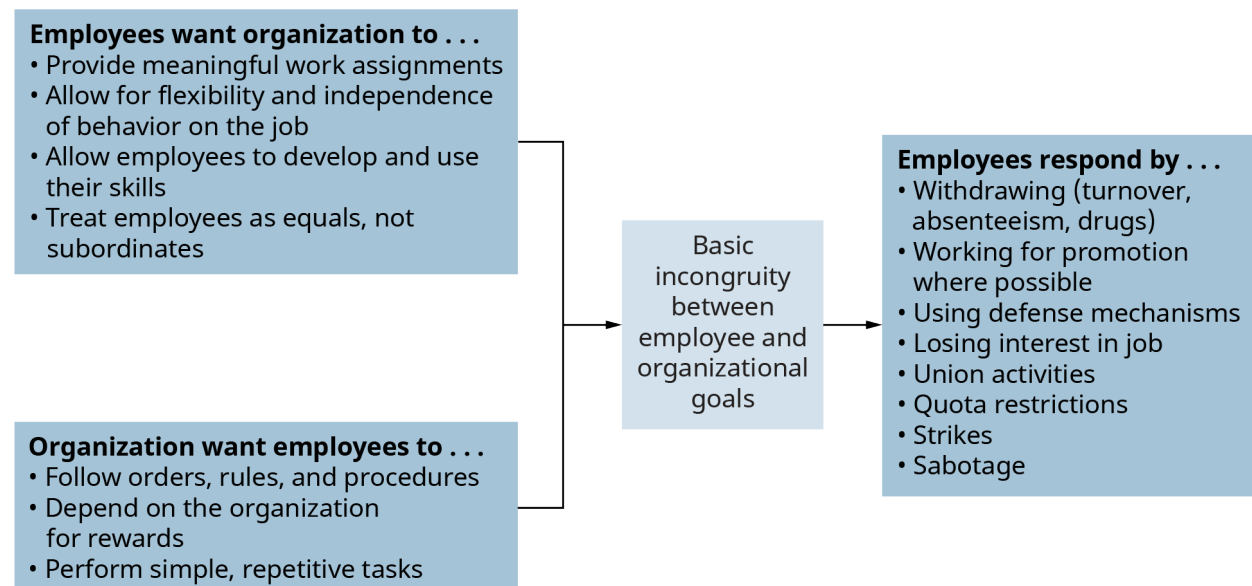 Employees want organization to . . .
• Provide meaningful work assignments
• Allow for flexibility and independence
of behavior on the job
• Allow employees to develop and use
their skills
• Treat employees as equals, not
subordinates
Organization want employees to . . .
• Follow orders, rules, and procedures
• Depend on the organization
for rewards
• Perform simple, repetitive tasks
Basic
incongruity
between
employee and
organizational
goals
Employees respond by . . .
• Withdrawing (turnover,
absenteeism, drugs)
• Working for promotion
where possible
• Using defense mechanisms
• Losing interest in job
• Union activities
• Quota restrictions
• Strikes
• Sabotage